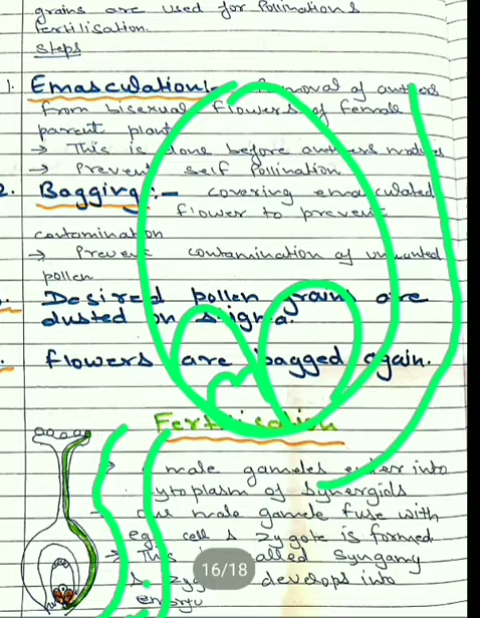 grains are used for Pollinations
fertilisation.
Steps
1. Emasculation:- Removal of anthers
from bisexual flowers of female
parent plant
→ This is done before anthers matures
→ Prevent self Pollination
2. Bagging:- covering emasculated
flower to prevent
contamination
→ Prevent contamination of unwanted
pollen
Desired pollen grains are
dusted on stigma.
flowers are bagged again.
Fertilisation
male gametes enter into
cytoplasm of Synergids
male gamete fuse with
egg cell & zygote is formed
→ This called Syngamy
develops into
embryo
16/18